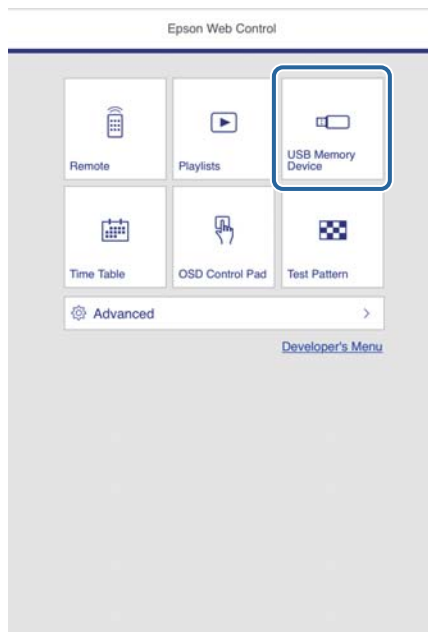 Epson Web Control
Remote
Playlists
USB Memory
Device
Time Table
OSD Control Pad
Test Pattern
Advanced
Developer's Menu